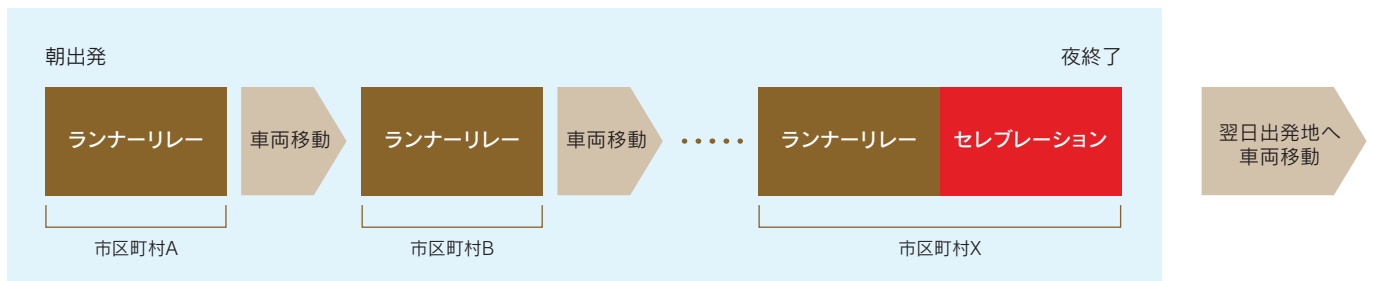 朝出発
夜終了
ランナーリレー
車両移動
ランナーリレー
車両移動
•••••
ランナーリレー
セレブレーション
翌日出発地へ
車両移動
市区町村A
市区町村B
市区町村X